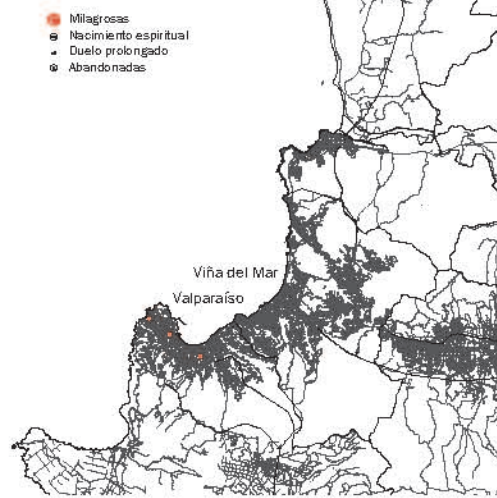 Milagrosas
Nacimiento espiritual
Duelo prolongado
Abandonadas
Viña del Mar
Valparaíso